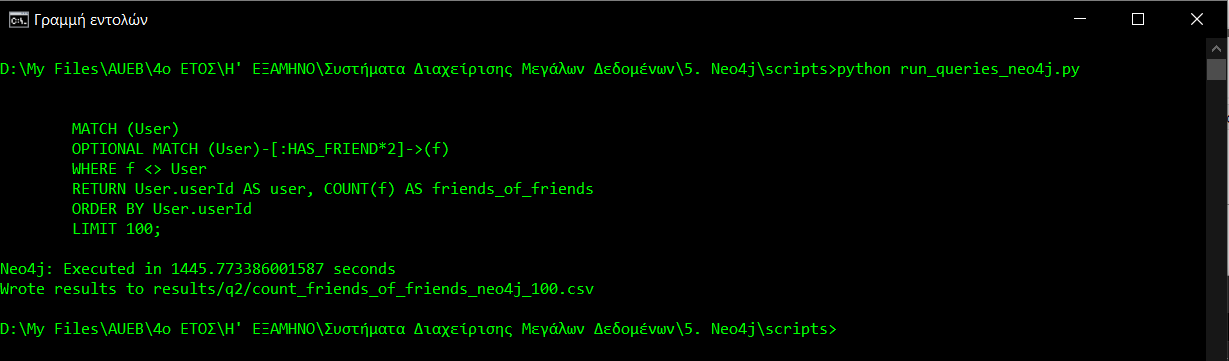 Γραμμή εντολών
D:\My Files\AUEB\4ο ΕΤΟΣ\Η' ΕΞΑΜΗΝΟ\Συστήματα Διαχείρισης Μεγάλων Δεδομένων\5. Neo4j\scripts>python run_queries_neo4j.py
MATCH (User)
OPTIONAL MATCH (User)-[:HAS_FRIEND*2]->(f)
WHERE f <> User
RETURN User.userId AS user, COUNT(f) AS friends_of_friends
ORDER BY User.userId
LIMIT 100;
Neo4j: Executed in 1445.773386001587 seconds
Wrote results to results/q2/count_friends_of_friends_neo4j_100.csv
D:\My Files\AUEB\4ο ΕΤΟΣ\Η' ΕΞΑΜΗΝΟ\Συστήματα Διαχείρισης Μεγάλων Δεδομένων\5. Neo4j\scripts>